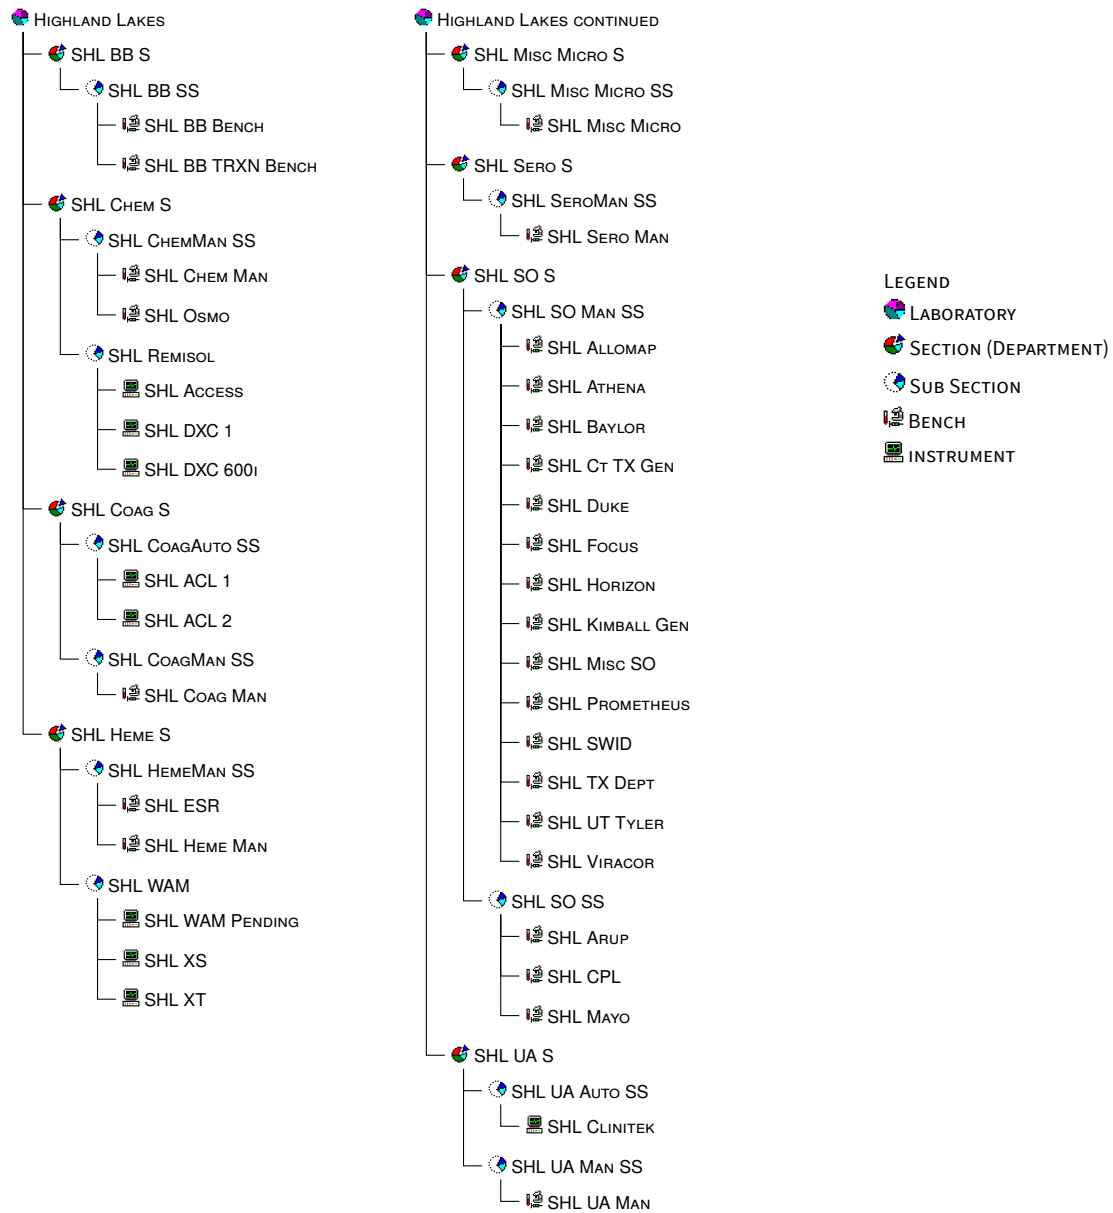 Highland Lakes
SHL BB S
SHL BB SS
SHL BB Bench
SHL BB TRXN Bench
SHL Chem S
SHL ChemMan SS
SHL Chem Man
SHL Osmo
SHL Remisol
SHL Access
SHL DXC 1
SHL DXC 600i
SHL Coag S
SHL CoagAuto SS
SHL ACL 1
SHL ACL 2
SHL CoagMan SS
SHL Coag Man
SHL Heme S
SHL HemeMan SS
SHL ESR
SHL Heme Man
SHL WAM
SHL WAM Pending
SHL XS
SHL XT
Highland Lakes continued
SHL Misc Micro S
SHL Misc Micro SS
SHL Misc Micro
SHL Sero S
SHL SeroMan SS
SHL Sero Man
SHL SO S
SHL SO Man SS
SHL Allomap
SHL Athena
SHL Baylor
SHL Ct TX Gen
SHL Duke
SHL Focus
SHL Horizon
SHL Kimball Gen
SHL Misc SO
SHL Prometheus
SHL SWID
SHL TX Dept
SHL UT Tyler
SHL Viracor
SHL SO SS
SHL Arup
SHL CPL
SHL Mayo
SHL UA S
SHL UA Auto SS
SHL Clinitek
SHL UA Man SS
SHL UA Man
Legend
Laboratory
Section (Department)
Sub Section
Bench
instrument